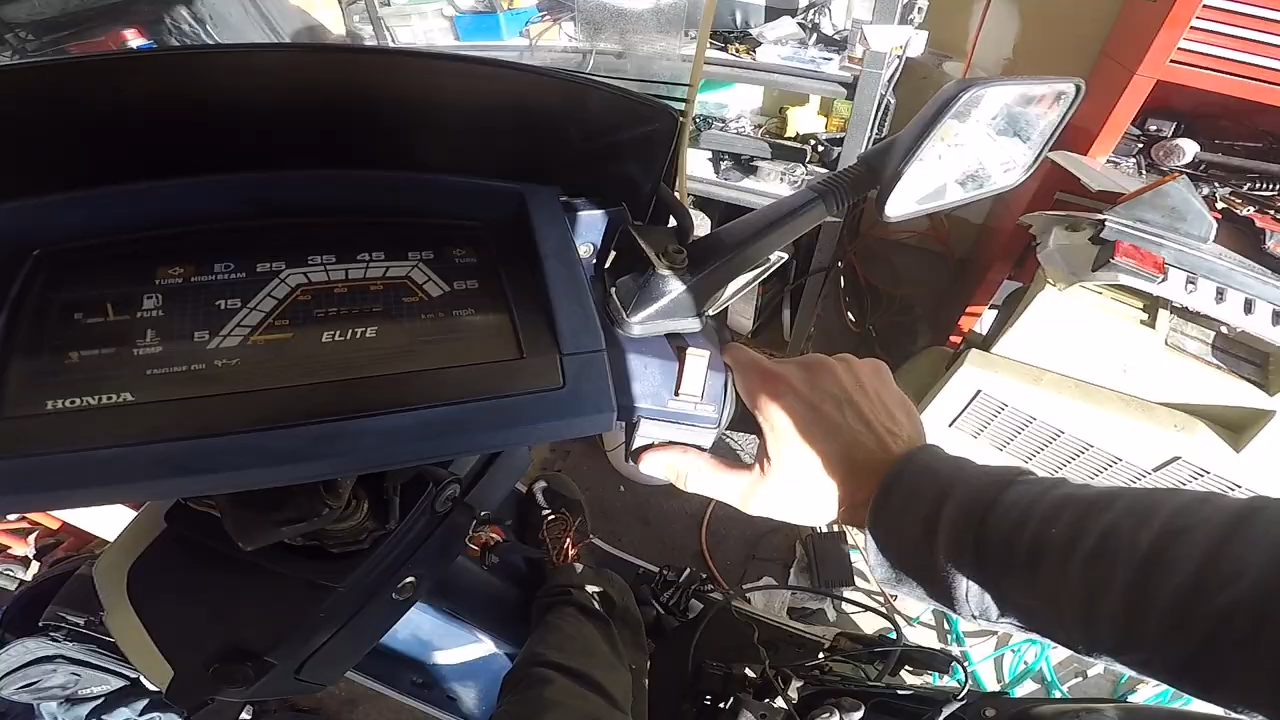 25 35 45 55
TURN HIGH BEAM TURN
15 65
40 60 80 100
FUEL
E
5 20 km/h mph
TEMP
ELITE
ENGINE OIL
HONDA